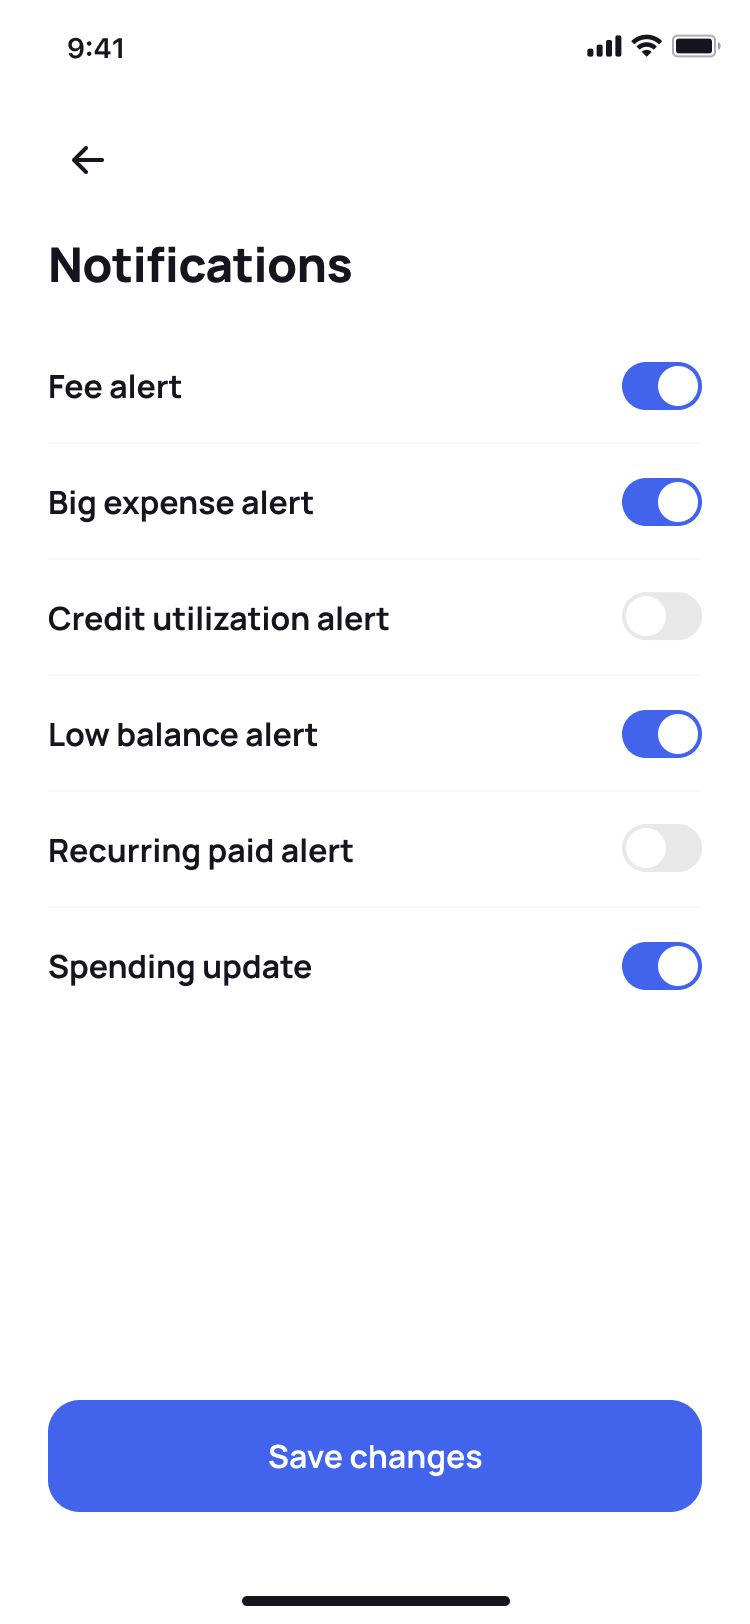 9:41
Notifications
Fee alert
Big expense alert
Credit utilization alert
Low balance alert
Recurring paid alert
Spending update
Save changes